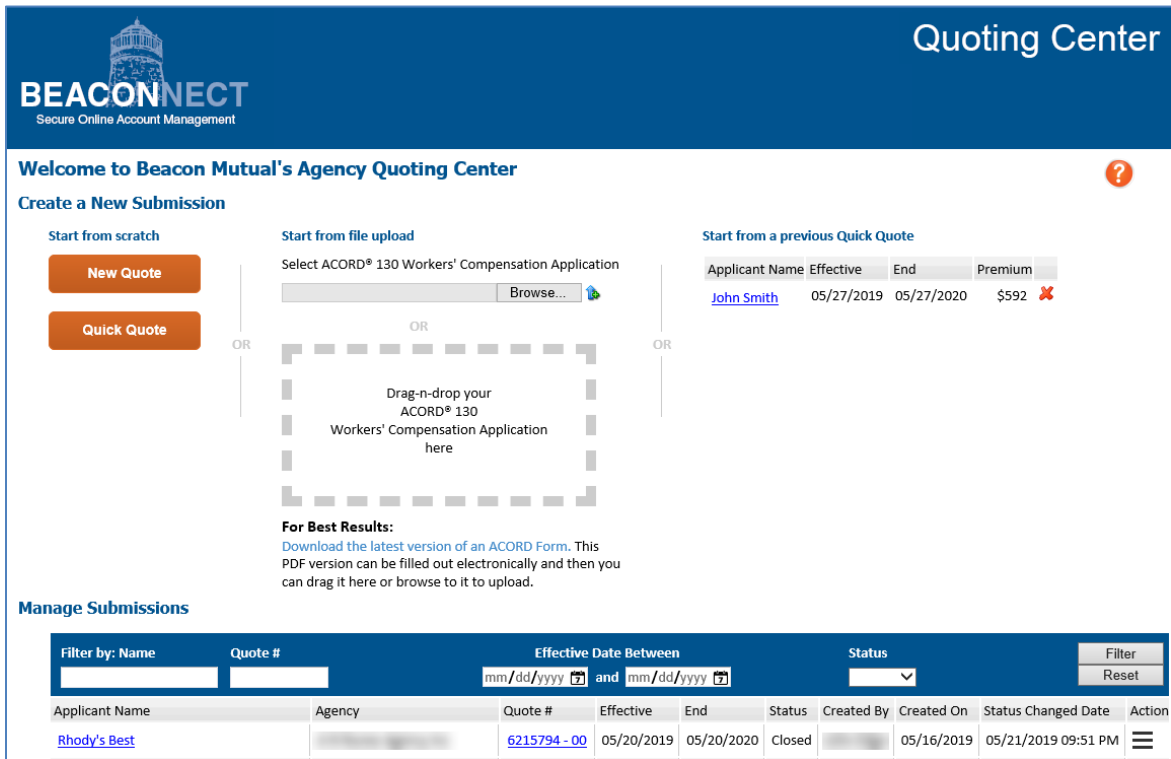 Quoting Center
BEACONNECT
Secure Online Account Management
Welcome to Beacon Mutual's Agency Quoting Center
?
Create a New Submission
Start from scratch
New Quote
Quick Quote
OR
Start from file upload
Select ACORD® 130 Workers' Compensation Application
Browse...
OR
Drag-n-drop your
ACORD® 130
Workers' Compensation Application
here
For Best Results:
Download the latest version of an ACORD Form. This
PDF version can be filled out electronically and then you
can drag it here or browse to it to upload.
OR
Start from a previous Quick Quote
Applicant Name Effective End Premium
John Smith 05/27/2019 05/27/2020 $592
Manage Submissions
Filter by: Name Quote # Effective Date Between Status Filter
mm/dd/yyyy 7 and mm/dd/yyyy 7 Reset
Applicant Name Agency Quote # Effective End Status Created By Created On Status Changed Date Action
Rhody's Best 6215794 - 00 05/20/2019 05/20/2020 Closed 05/16/2019 05/21/2019 09:51 PM